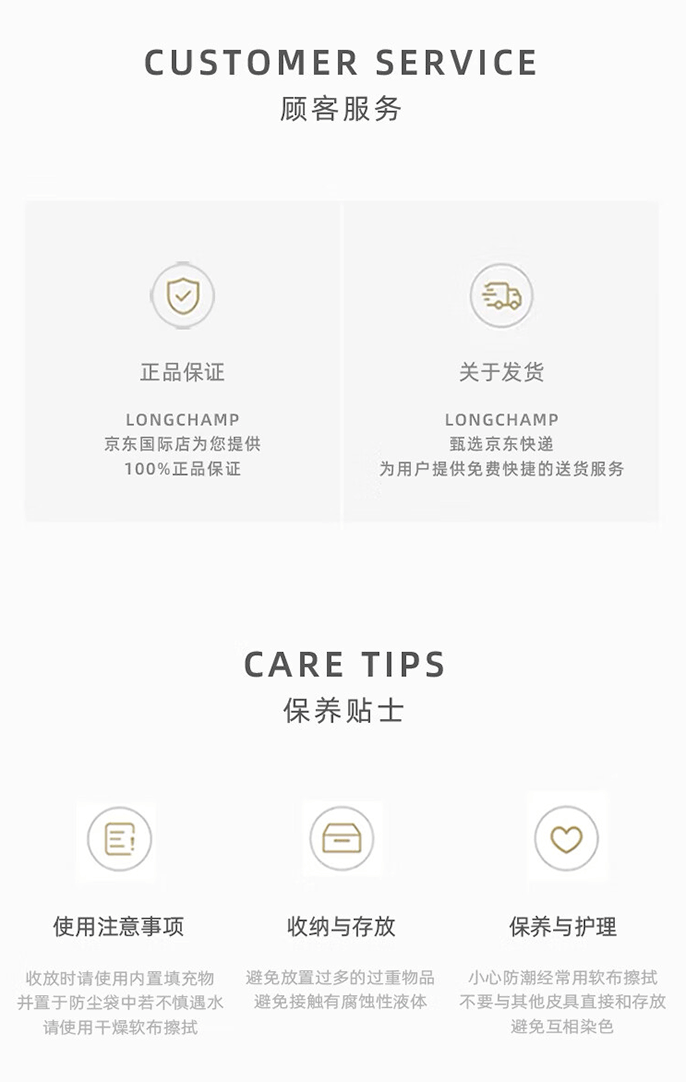 CUSTOMER SERVICE
顾客服务
正品保证
LONGCHAMP
京东国际店为您提供
100%正品保证
关于发货
LONGCHAMP
甄选京东快递
为用户提供免费快捷的送货服务
CARE TIPS
保养贴士
使用注意事项
收放时请使用内置填充物
并置于防尘袋中若不慎遇水
请使用干燥软布擦拭
收纳与存放
避免放置过多的过重物品
避免接触有腐蚀性液体
保养与护理
小心防潮经常用软布擦拭
不要与其他皮具直接和存放
避免互相染色